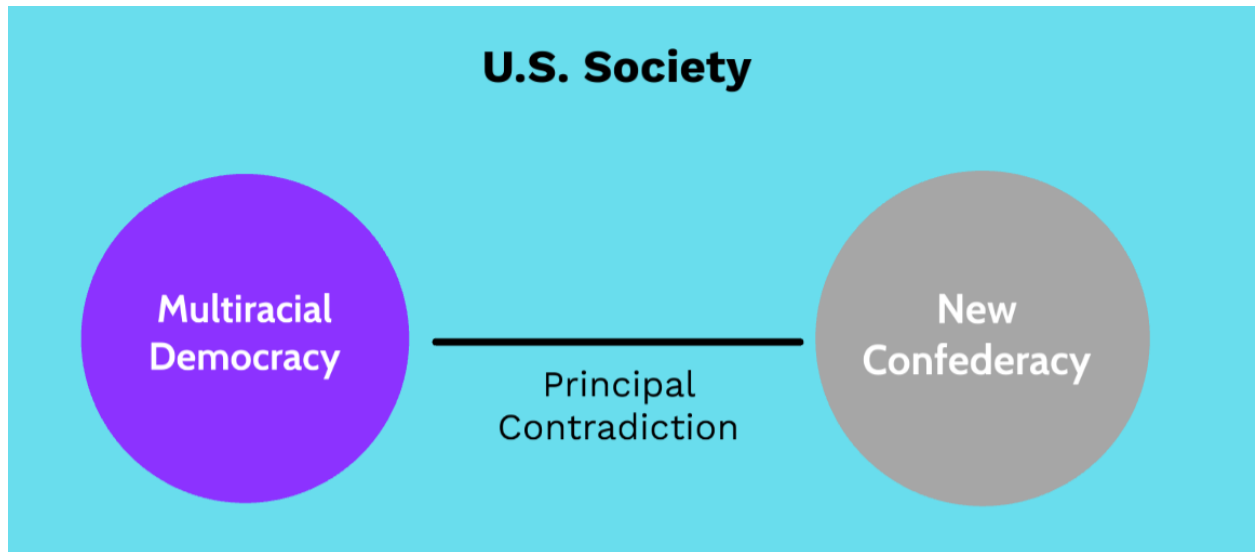 U.S. Society
Multiracial
Democracy
Principal
Contradiction
New
Confederacy